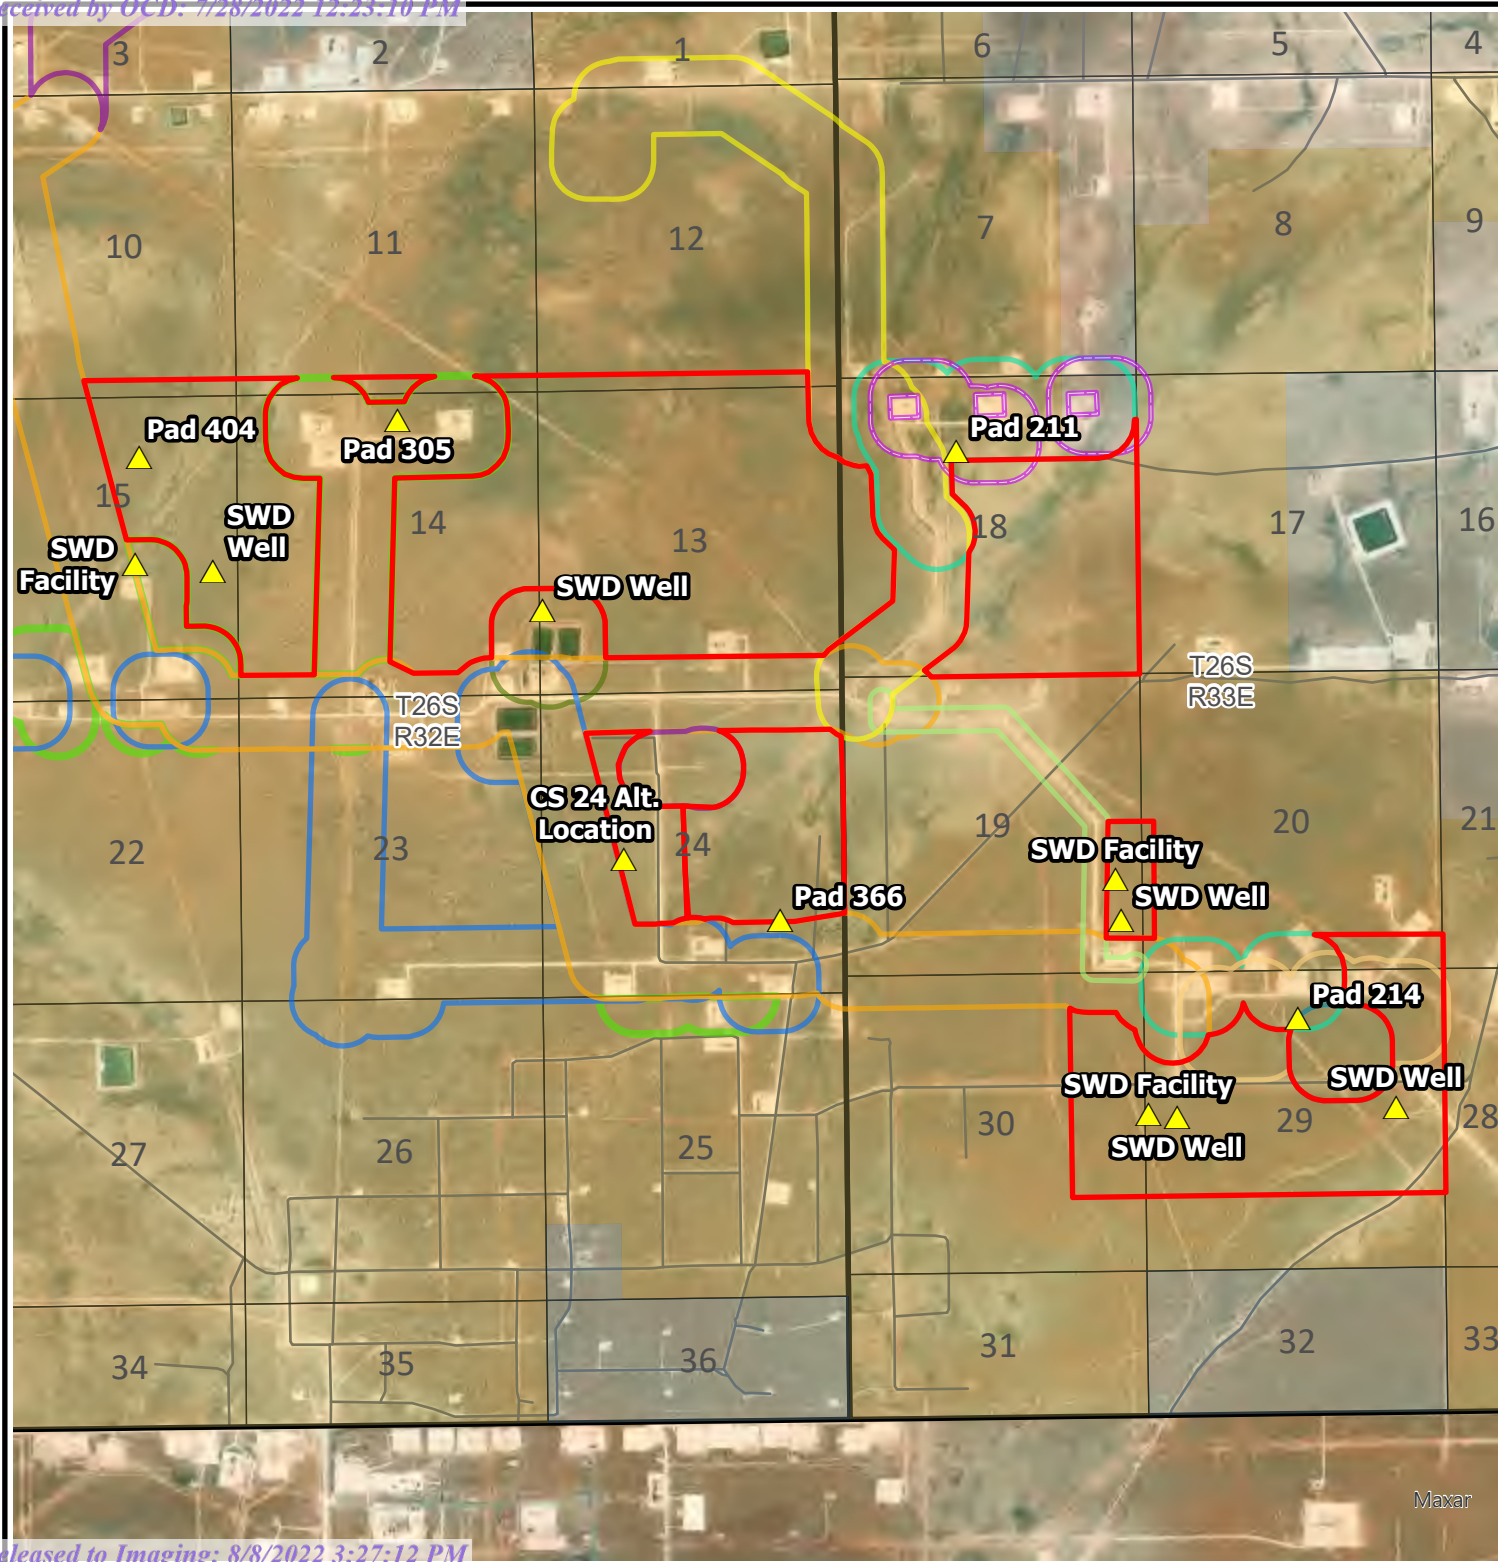 eceived by OCD: 7/28/2022 12:23:10 PM
3
2
1
6
5
4
10
11
12
7
8
9
Pad 404
Pad 305
Pad 211
15
SWD
Well
14
13
18
17
16
SWD
Facility
SWD Well
T26S
R32E
T26S
R33E
CS 24 Alt.
Location
22
23
24
19
20
21
SWD Facility
Pad 366
SWD Well
Pad 214
SWD Facility
SWD Well
27
26
25
30
29
28
SWD Well
34
35
36
31
32
33
Maxar
eleased to Imaging: 8/8/2022 3:27:12 PM